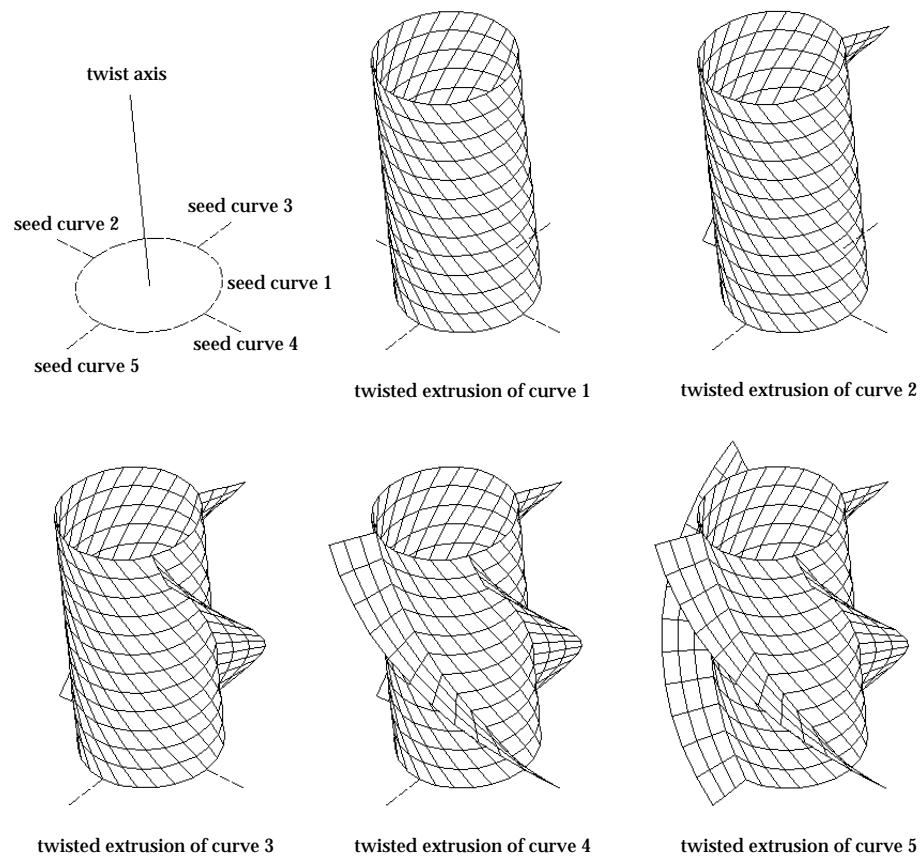 twist axis
seed curve 3
seed curve 2
seed curve 1
seed curve 4
seed curve 5
twisted extrusion of curve 1
twisted extrusion of curve 2
twisted extrusion of curve 3
twisted extrusion of curve 4
twisted extrusion of curve 5